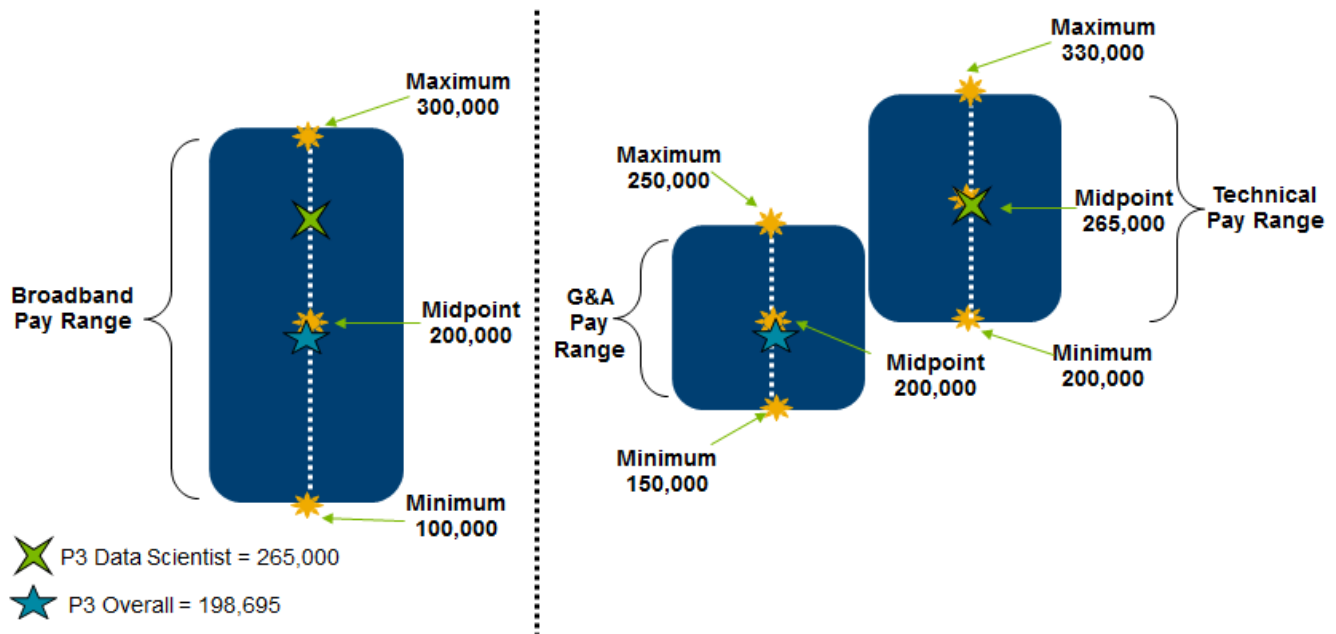 Maximum
300,000
Broadband
Pay Range
Midpoint
200,000
Minimum
100,000
P3 Data Scientist = 265,000
P3 Overall = 198,695
Maximum
250,000
G&A
Pay
Range
Midpoint
200,000
Minimum
150,000
Maximum
330,000
Midpoint
265,000
Technical
Pay Range
Minimum
200,000